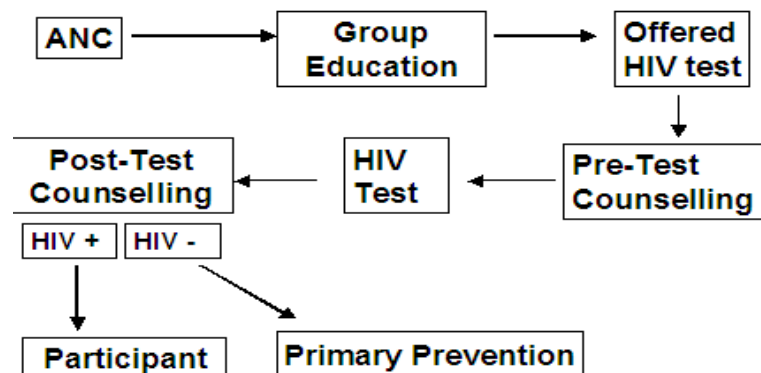 ANC
Group
Education
Offered
HIV test
Pre-Test
Counselling
HIV
Test
Post-Test
Counselling
HIV +
HIV -
Participant
Primary Prevention